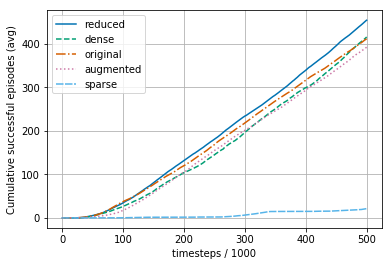 reduced
dense
original
augmented
sparse
Cumulative successful episodes (avg)
400
300
200
100
0
0
100
200
300
400
500
timesteps / 1000